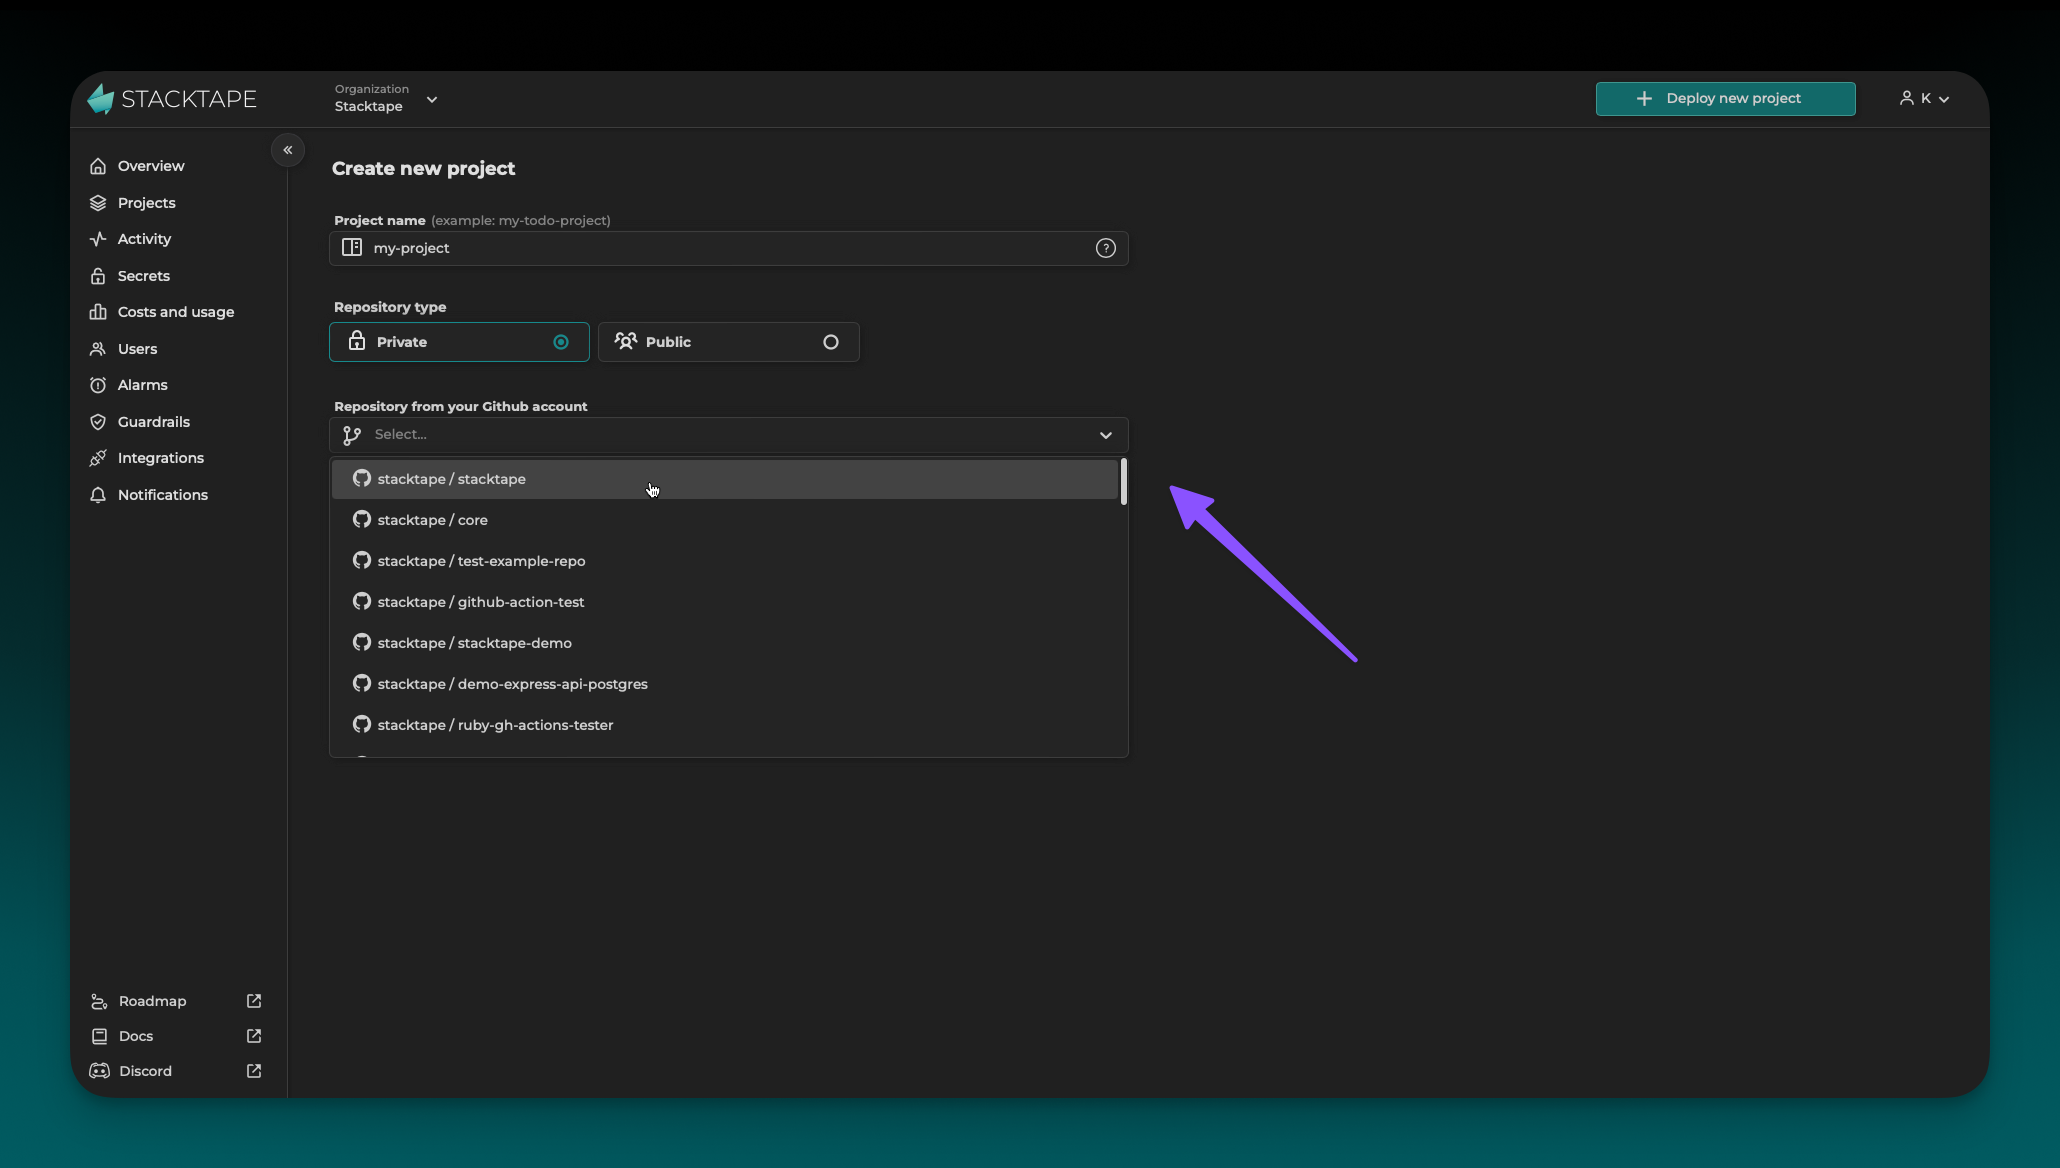 STACKTAPE
Organization
Stacktape
Deploy new project
K
Overview
Projects
Activity
Secrets
Costs and usage
Users
Alarms
Guardrails
Integrations
Notifications
Roadmap
Docs
Discord
Create new project
Project name (example: my-todo-project)
my-project
Repository type
Private
Public
Repository from your Github account
Select...
stacktape / stacktape
stacktape / core
stacktape / test-example-repo
stacktape / github-action-test
stacktape / stacktape-demo
stacktape / demo-express-api-postgres
stacktape / ruby-gh-actions-tester